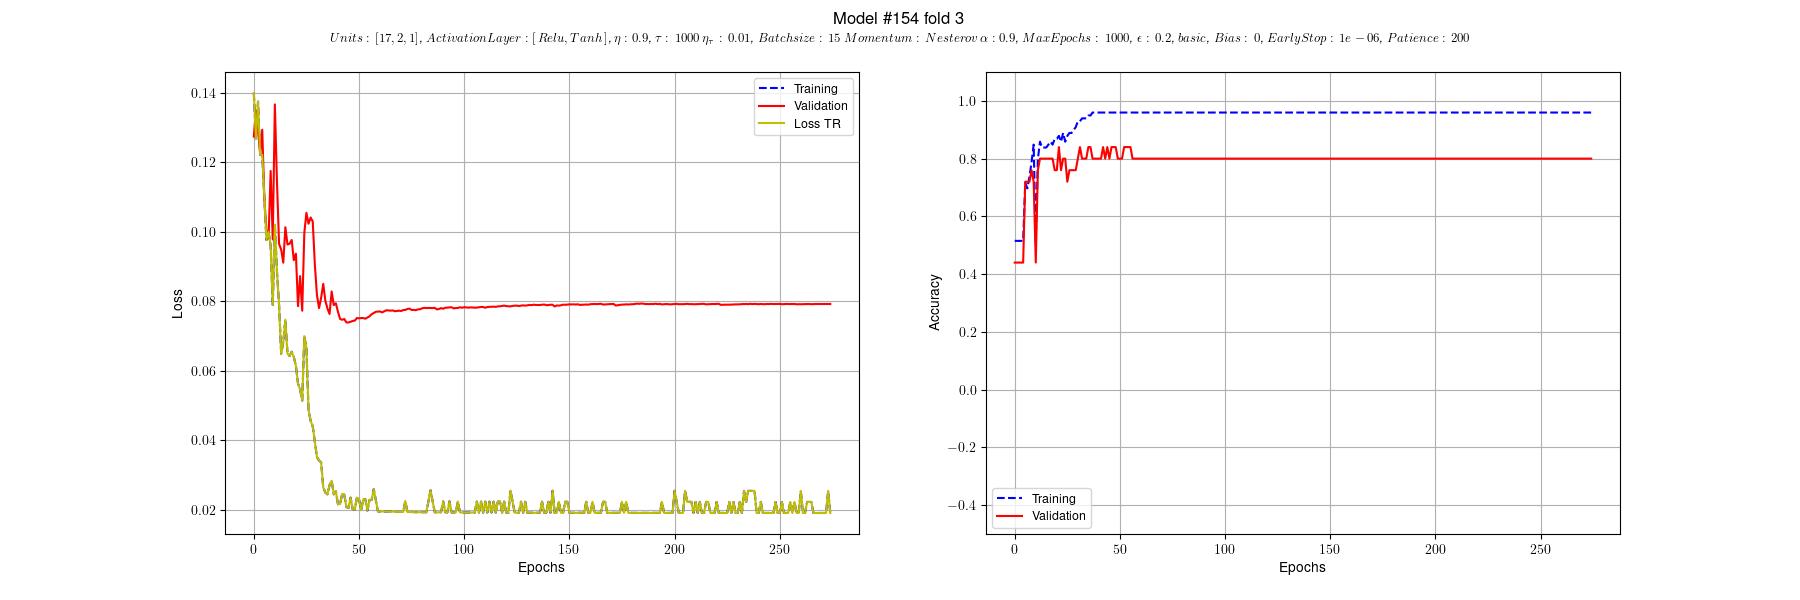 Model #154 fold 3
Units : [17, 2, 1], ActivationLayer : [Relu, Tanh], η : 0.9, τ : 1000 ητ : 0.01, Batchsize : 15 Momentum : Nesterov α : 0.9, MaxEpochs : 1000, ϵ : 0.2, basic, Bias : 0, EarlyStop : 1e − 06, Patience : 200
Training
Validation
Loss TR
0.14
0.12
0.10
0.08
0.06
0.04
0.02
Loss
0 50 100 150 200 250
Epochs
1.0
0.8
0.6
0.4
0.2
0.0
−0.2
−0.4
Accuracy
Training
Validation
0 50 100 150 200 250
Epochs